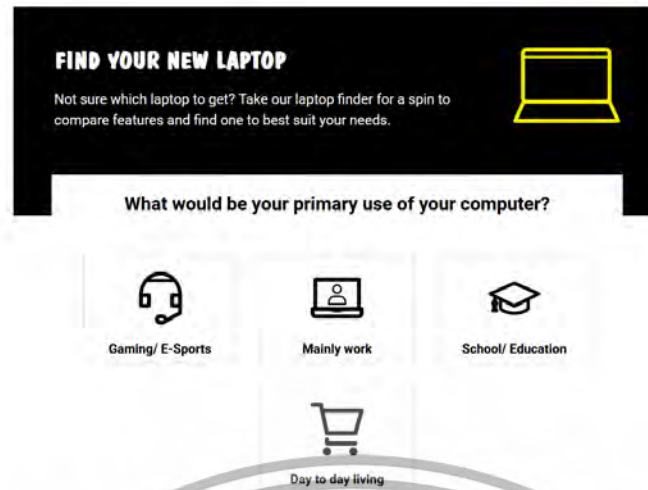 FIND YOUR NEW LAPTOP
Not sure which laptop to get? Take our laptop finder for a spin to
compare features and find one to best suit your needs.
What would be your primary use of your computer?
Gaming/ E-Sports
Mainly work
School/ Education
Day to day living